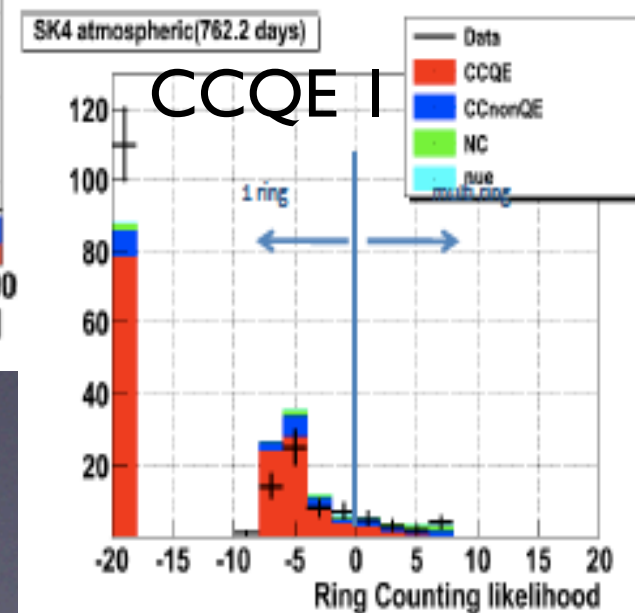 SK4 atmospheric(762.2 days)
CCQE 1
Data
CCQE
CCnonQE
NC
nue
1 ring
multi ring
120
100
80
60
40
20
-20 -15 -10 -5 0 5 10 15 20
Ring Counting likelihood
0